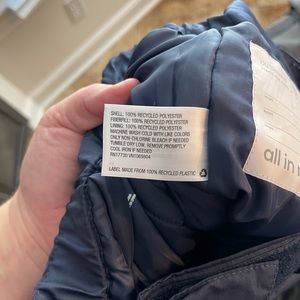 SHELL: 100% RECYCLED POLYESTER
FIBERFILL: 100% RECYCLED POLYESTER
LINING: 100% RECYCLED POLYESTER
MACHINE WASH COLD WITH LIKE COLORS
ONLY NON-CHLORINE BLEACH IF NEEDED
TUMBLE DRY LOW, REMOVE PROMPTLY
COOL IRON IF NEEDED
RN17730 VN1069804
LABEL MADE FROM 100% RECYCLED PLASTIC
all in